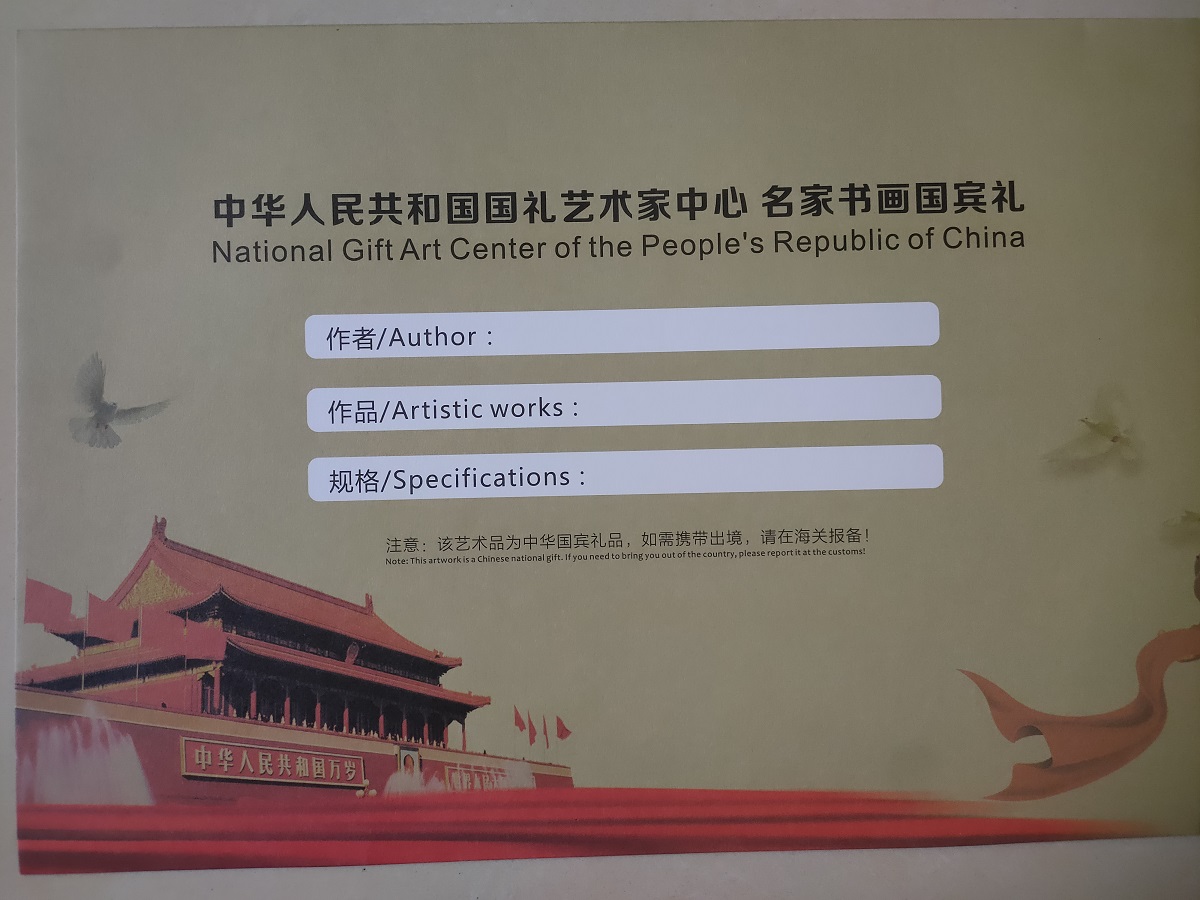 中华人民共和国国礼艺术家中心 名家书画国宾礼
National Gift Art Center of the People's Republic of China
作者/Author：
作品/Artistic works：
规格/Specifications：
注意：该艺术品为中华国宾礼品，如需携带出境，请在海关报备！
Note: This artwork is a Chinese national gift. If you need to bring you out of the country, please report it at the customs!
中华人民共和国万岁